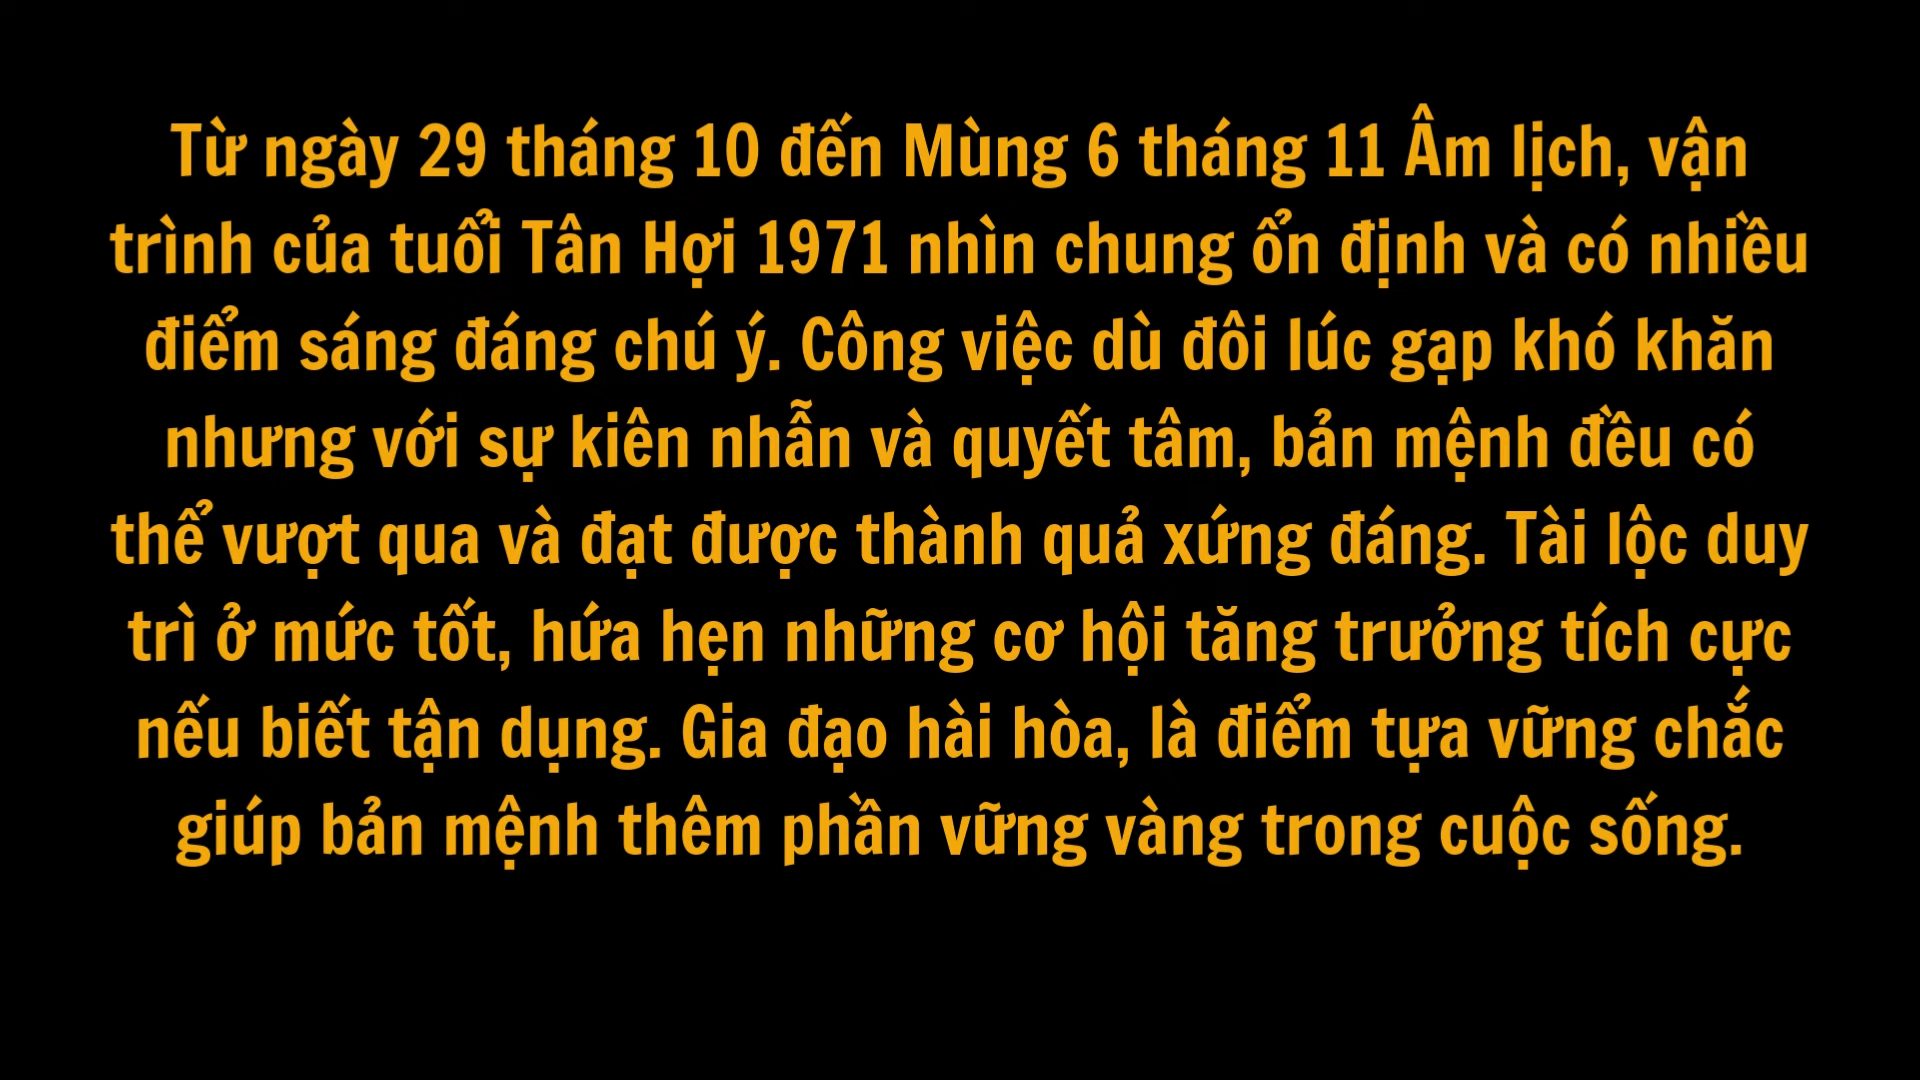 Từ ngày 29 tháng 10 đến Mùng 6 tháng 11 Âm lịch, vận
trình của tuổi Tân Hợi 1971 nhìn chung ổn định và có nhiều
điểm sáng đáng chú ý. Công việc dù đôi lúc gạp khó khăn
nhưng với sự kiên nhẫn và quyết tâm, bản mệnh đều có
thể vượt qua và đạt được thành quả xứng đáng. Tài lộc duy
trì ở mức tốt, hứa hẹn những cơ hội tăng trưởng tích cực
nếu biết tận dụng. Gia đạo hài hòa, là điểm tựa vững chắc
giúp bản mệnh thêm phần vững vàng trong cuộc sống.